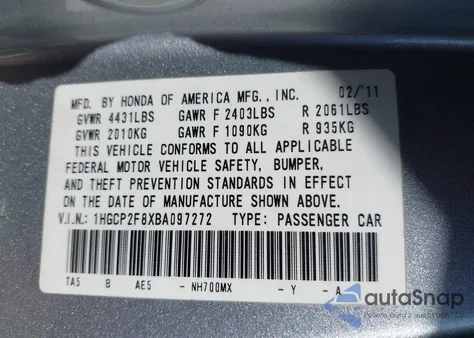 MFD. BY HONDA OF AMERICA MFG., INC. 02/'11
GVWR 4431LBS GAWR F 2403LBS R 2061LBS
GVWR 2010KG GAWR F 1090KG R 935KG
THIS VEHICLE CONFORMS TO ALL APPLICABLE
FEDERAL MOTOR VEHICLE SAFETY, BUMPER,
AND THEFT PREVENTION STANDARDS IN EFFECT
ON THE DATE OF MANUFACTURE SHOWN ABOVE.
V.I.N.: 1HGCP2F8XBA097272 TYPE: PASSENGER CAR
TA5 B AE5 - NH700MX - Y - A -
autoSnap